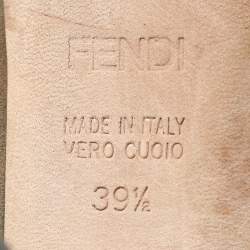 FENDI
MADE IN ITALY
VERO CUOIO
39½